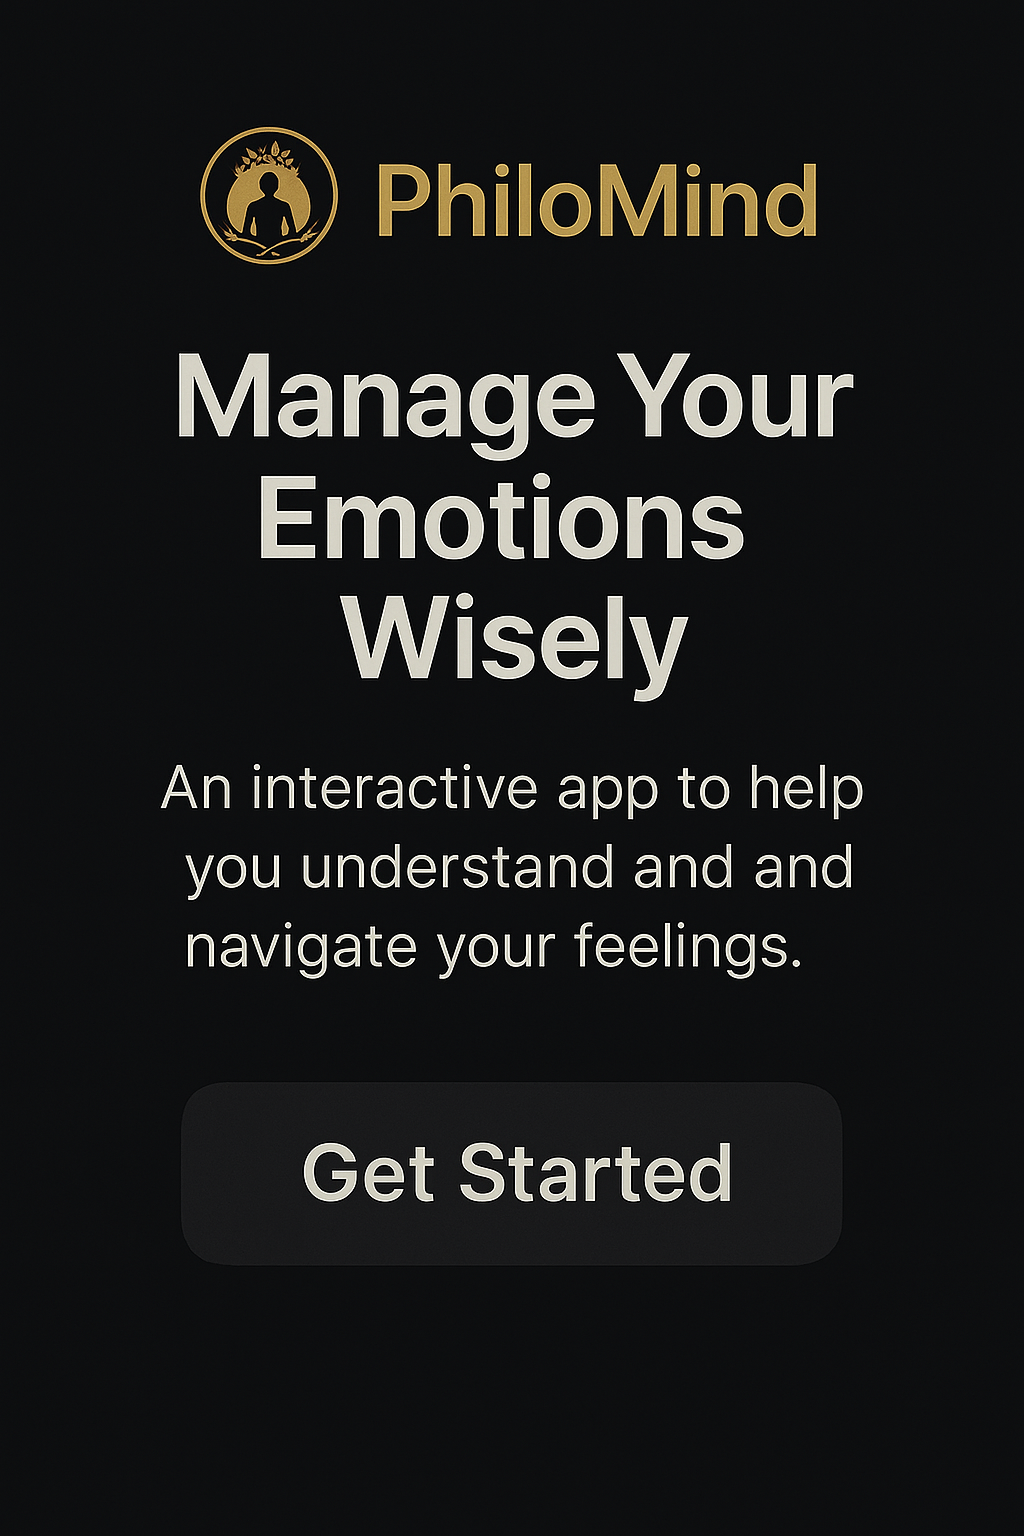 PhiloMind
Manage Your
Emotions
Wisely
An interactive app to help
you understand and and
navigate your feelings.
Get Started